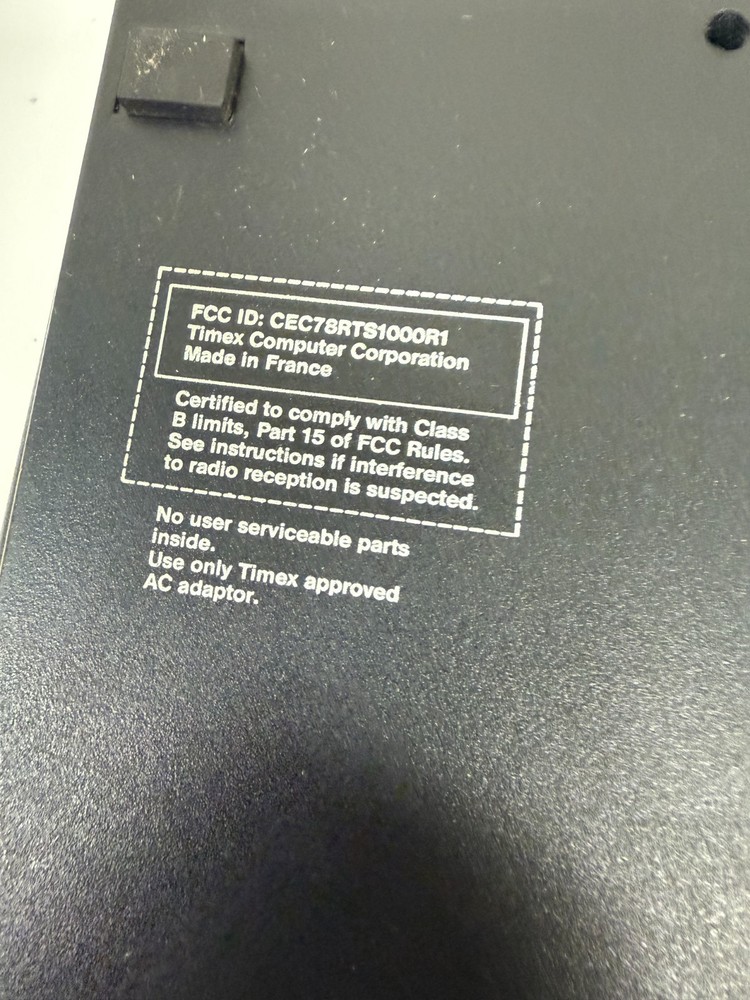 FCC ID: CEC78RTS1000R1
Timex Computer Corporation
Made in France
Certified to comply with Class
B limits, Part 15 of FCC Rules.
See instructions if interference
to radio reception is suspected.
No user serviceable parts
inside.
Use only Timex approved
AC adaptor.